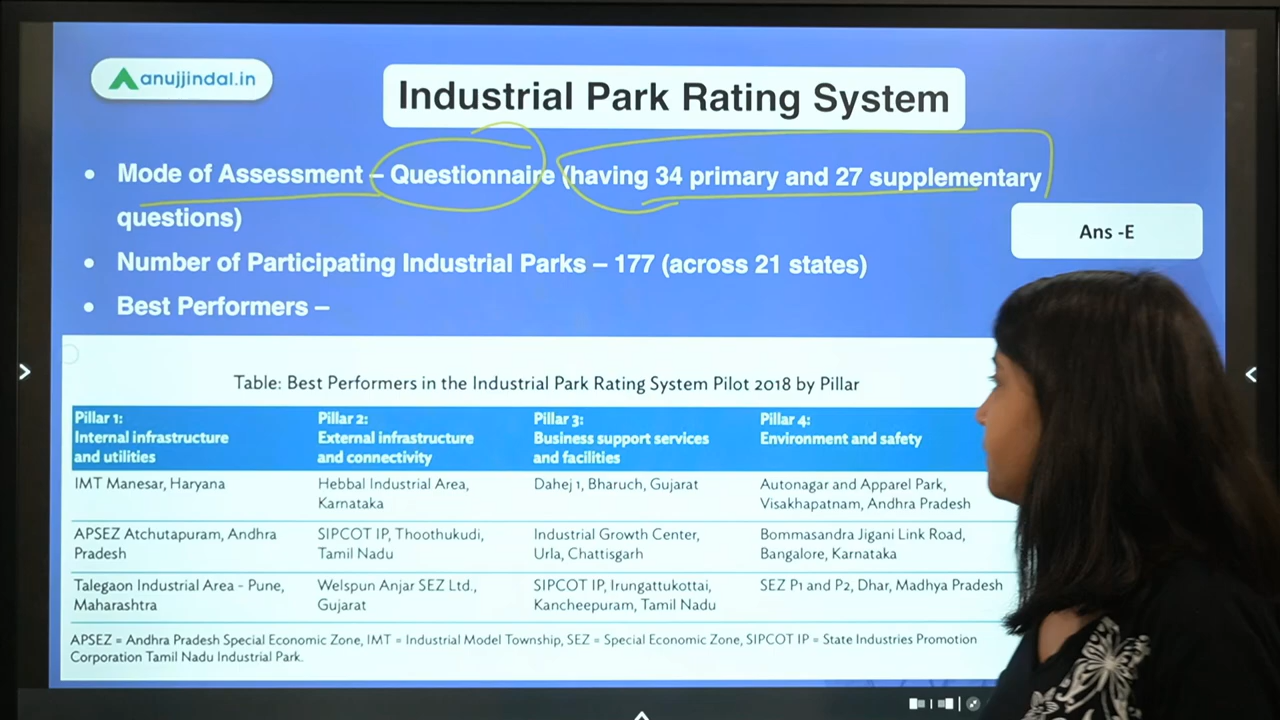 anujjindal.in
Industrial Park Rating System
• Mode of Assessment – Questionnaire (having 34 primary and 27 supplementary
questions)
Ans -E
• Number of Participating Industrial Parks – 177 (across 21 states)
• Best Performers –
Table: Best Performers in the Industrial Park Rating System Pilot 2018 by Pillar
Pillar 1: Pillar 2: Pillar 3: Pillar 4:
Internal infrastructure External infrastructure Business support services Environment and safety
and utilities and connectivity and facilities
IMT Manesar, Haryana Hebbal Industrial Area, Dahej 1, Bharuch, Gujarat Autonagar and Apparel Park,
Karnataka Visakhapatnam, Andhra Pradesh
APSEZ Atchutapuram, Andhra SIPCOT IP, Thoothukudi, Industrial Growth Center, Bommasandra Jigani Link Road,
Pradesh Tamil Nadu Urla, Chattisgarh Bangalore, Karnataka
Talegaon Industrial Area - Pune, Welspun Anjar SEZ Ltd., SIPCOT IP, Irungattukottai, SEZ P1 and P2, Dhar, Madhya Pradesh
Maharashtra Gujarat Kancheepuram, Tamil Nadu
APSEZ = Andhra Pradesh Special Economic Zone, IMT = Industrial Model Township, SEZ = Special Economic Zone, SIPCOT IP = State Industries Promotion
Corporation Tamil Nadu Industrial Park.